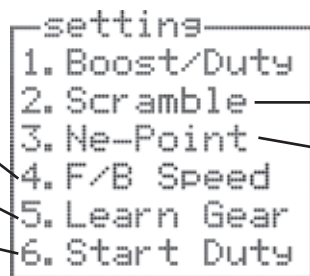 setting
1.Boost/Duty
2.Scramble
3.Ne-Point
4.F/B Speed
5.Learn Gear
6.Start Duty